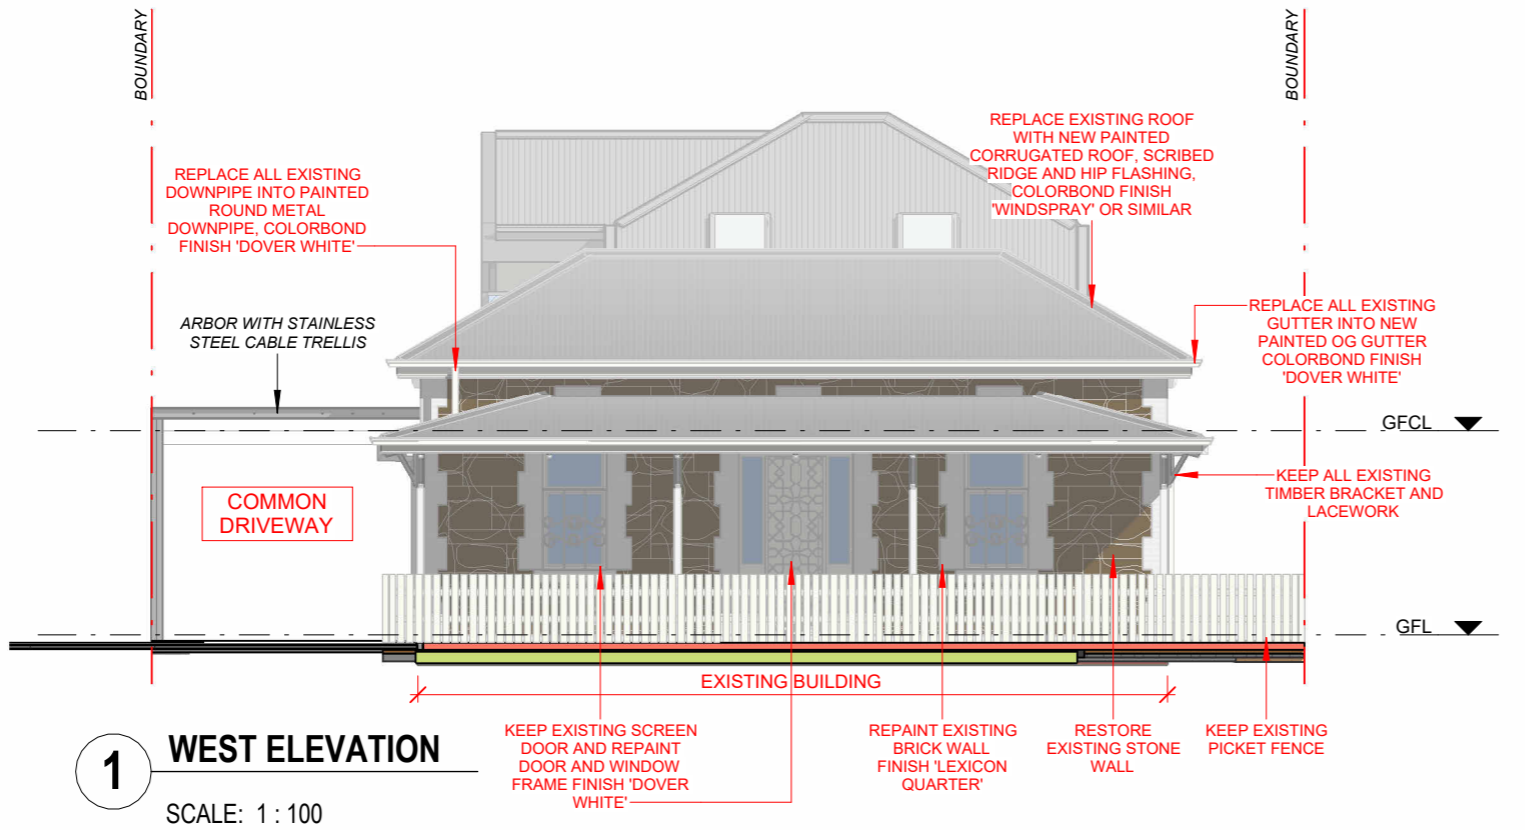 BOUNDARY
BOUNDARY
REPLACE EXISTING ROOF
WITH NEW PAINTED
CORRUGATED ROOF, SCRIBED
RIDGE AND HIP FLASHING,
COLORBOND FINISH
'WINDSPRAY' OR SIMILAR
REPLACE ALL EXISTING
DOWNPIPE INTO PAINTED
ROUND METAL
DOWNPIPE, COLORBOND
FINISH 'DOVER WHITE'
ARBOR WITH STAINLESS
STEEL CABLE TRELLIS
REPLACE ALL EXISTING
GUTTER INTO NEW
PAINTED OG GUTTER
COLORBOND FINISH
'DOVER WHITE'
GFCL
KEEP ALL EXISTING
TIMBER BRACKET AND
LACEWORK
COMMON
DRIVEWAY
GFL
EXISTING BUILDING
KEEP EXISTING SCREEN
DOOR AND REPAINT
DOOR AND WINDOW
FRAME FINISH 'DOVER
WHITE'
REPAINT EXISTING
BRICK WALL
FINISH 'LEXICON
QUARTER'
RESTORE
EXISTING STONE
WALL
KEEP EXISTING
PICKET FENCE
1
WEST ELEVATION
SCALE: 1 : 100